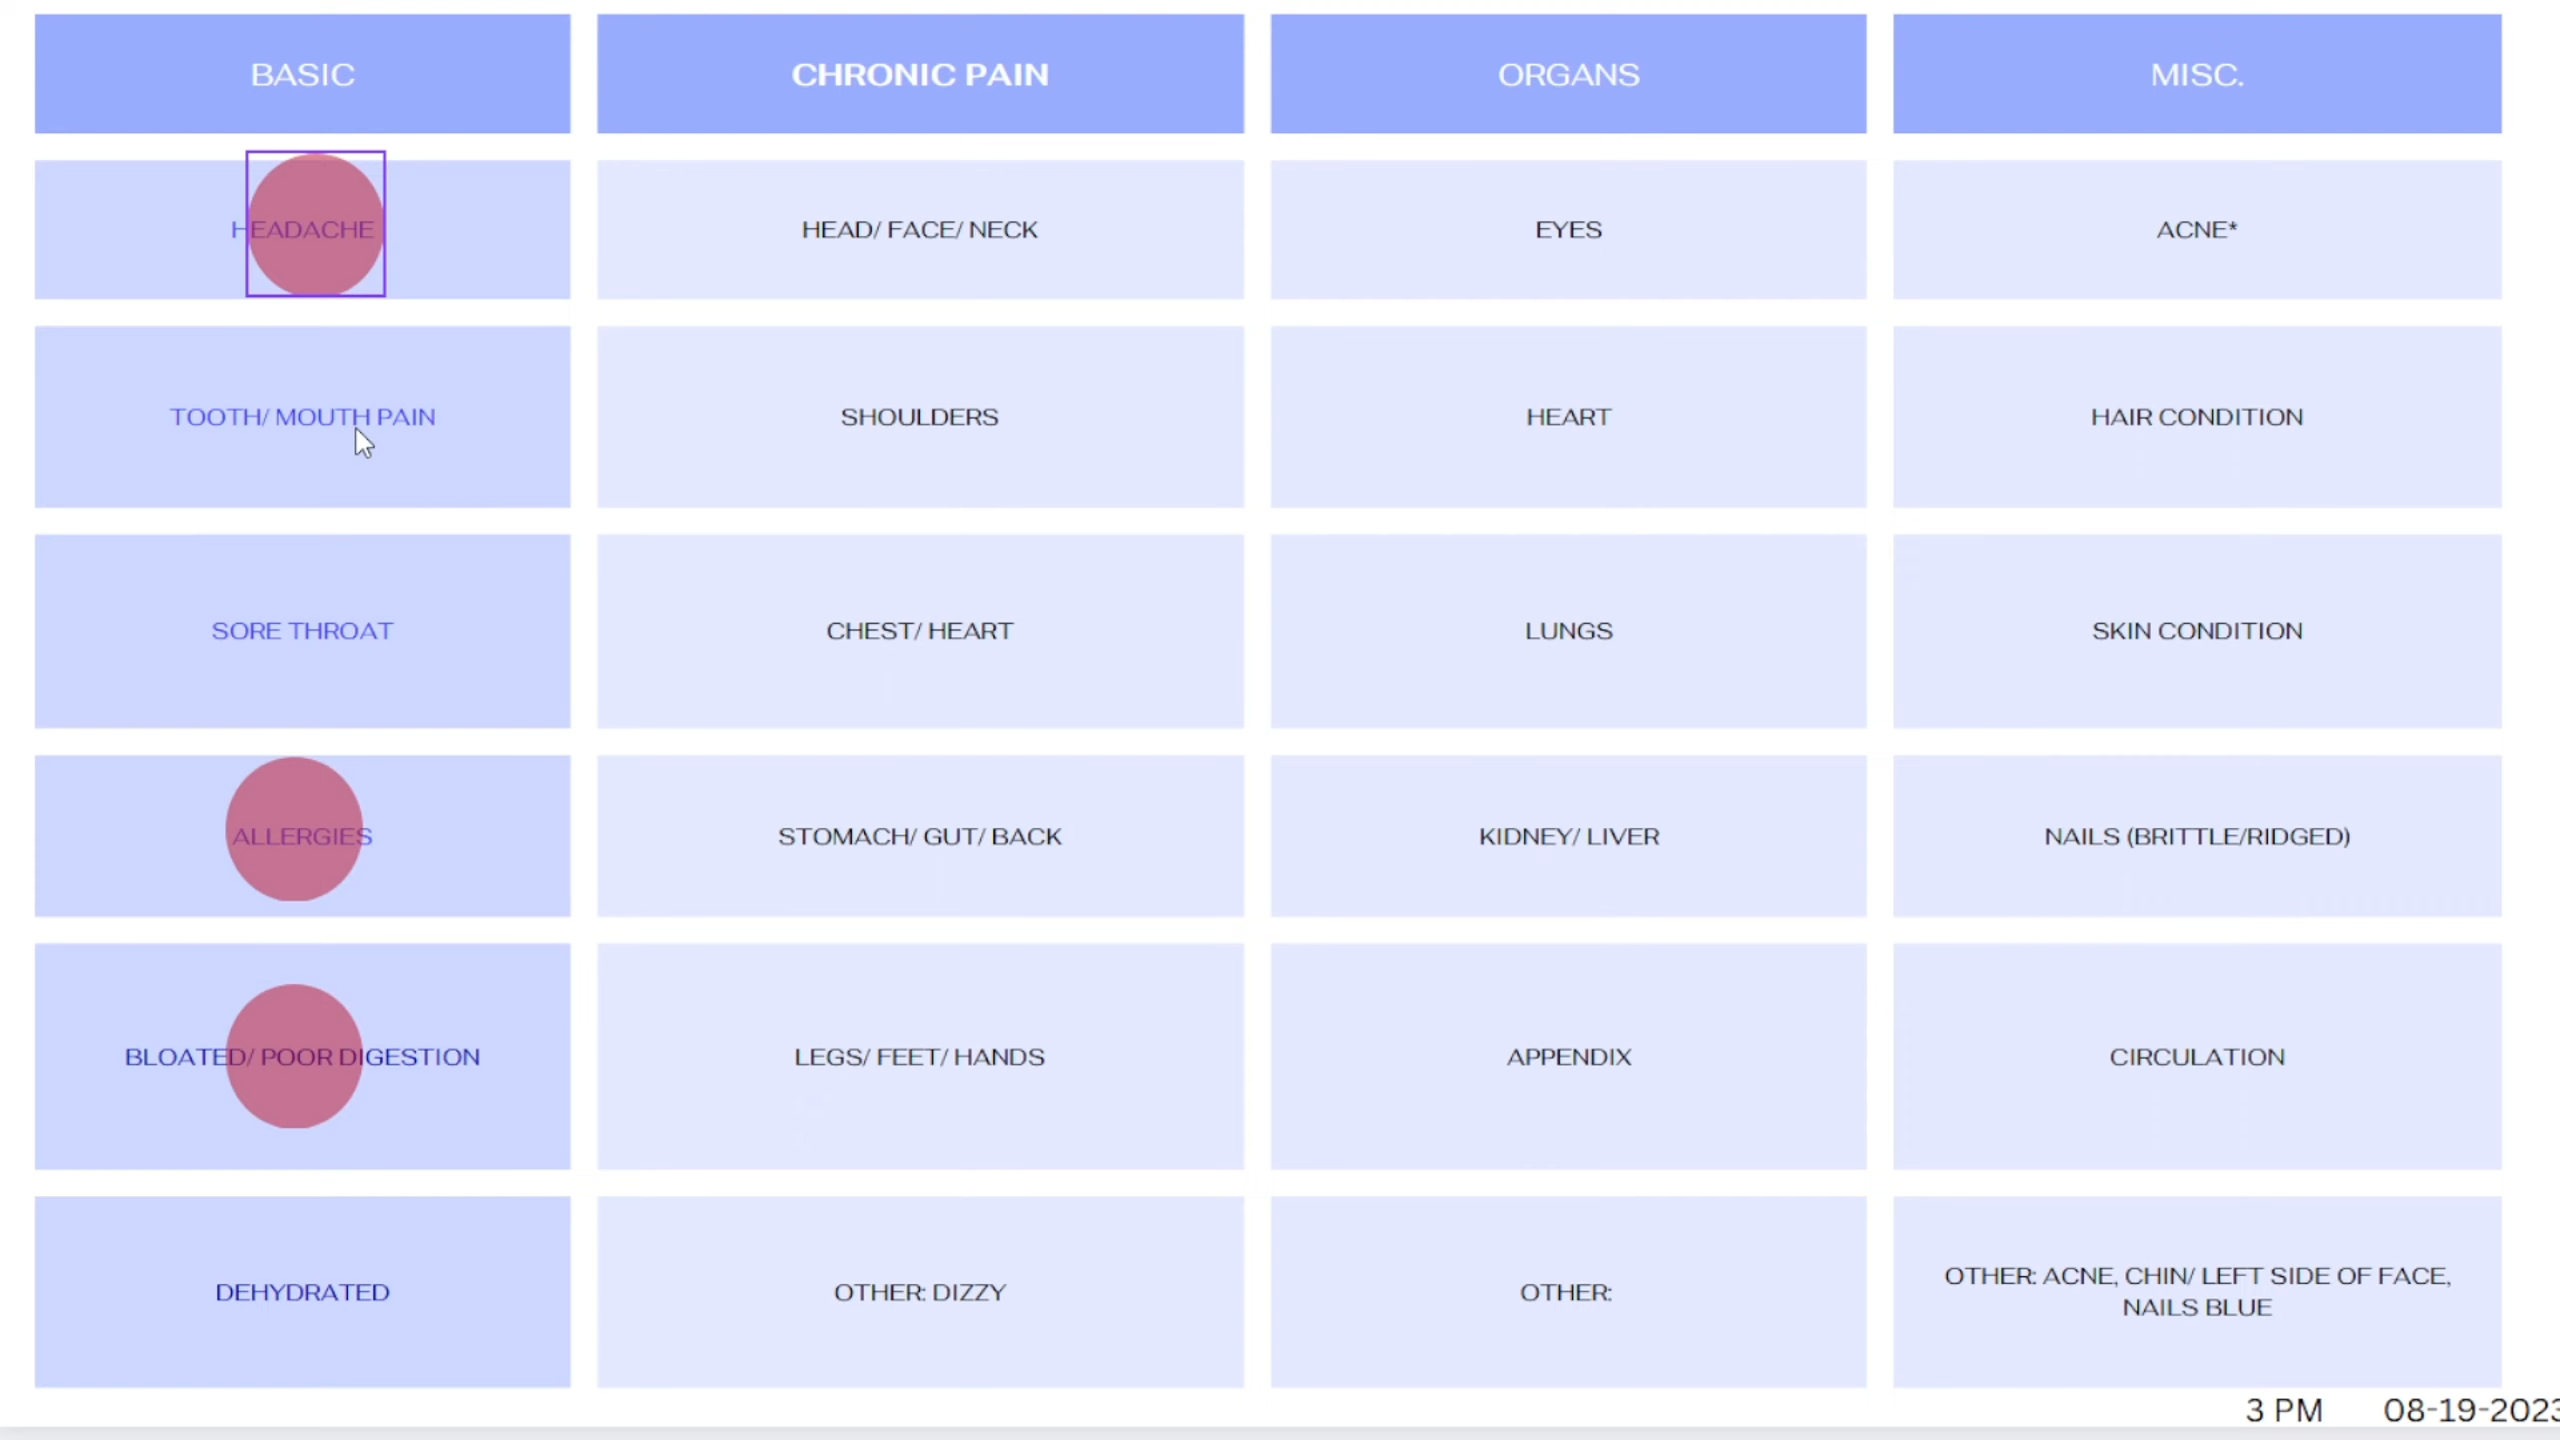 BASIC CHRONIC PAIN ORGANS MISC.
HEADACHE HEAD/ FACE/ NECK EYES ACNE*
TOOTH/ MOUTH PAIN SHOULDERS HEART HAIR CONDITION
SORE THROAT CHEST/ HEART LUNGS SKIN CONDITION
ALLERGIES STOMACH/ GUT/ BACK KIDNEY/ LIVER NAILS (BRITTLE/RIDGED)
BLOATED/ POOR DIGESTION LEGS/ FEET/ HANDS APPENDIX CIRCULATION
DEHYDRATED OTHER: DIZZY OTHER: OTHER: ACNE, CHIN/ LEFT SIDE OF FACE,
NAILS BLUE
3 PM 08-19-2023